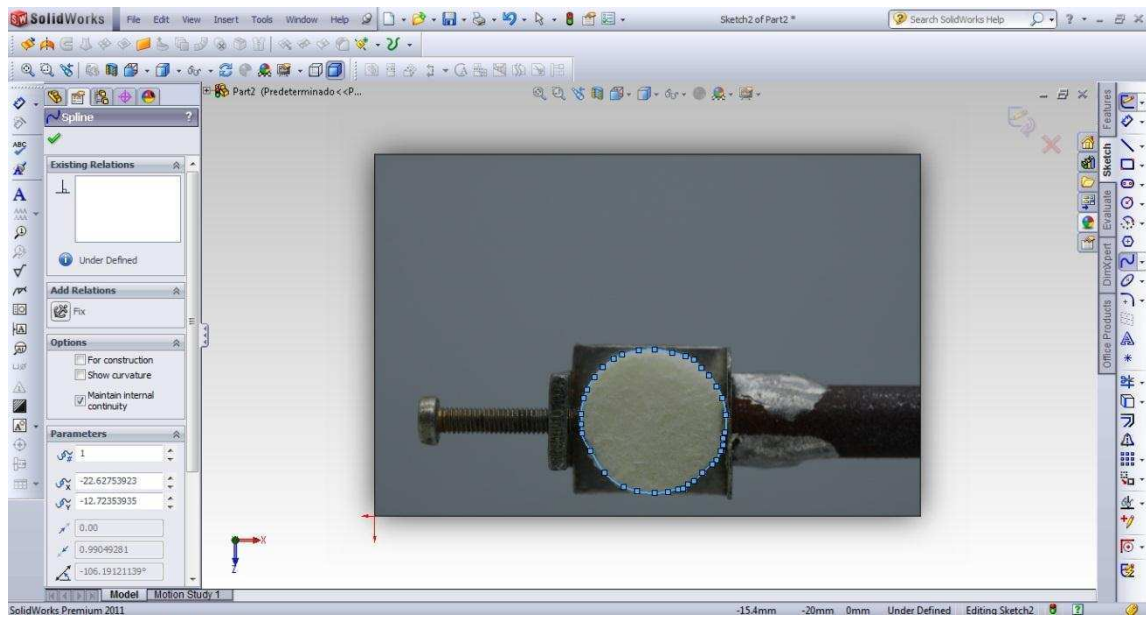 SolidWorks File Edit View Insert Tools Window Help Sketch2 of Part2 * Search SolidWorks Help ?
Part2 (Predeterminado<<P...
Spline ?
Existing Relations
Under Defined
Add Relations
Fix
Options
For construction
Show curvature
Maintain internal
continuity
Parameters
1
-22.62753923
-12.72353935
0.00
0.99049281
-106.19121139°
X
Z
ABC
A
Features
Sketch
Evaluate
DimXpert
Office Products
Model Motion Study 1
SolidWorks Premium 2011 -15.4mm -20mm 0mm Under Defined Editing Sketch2 ?